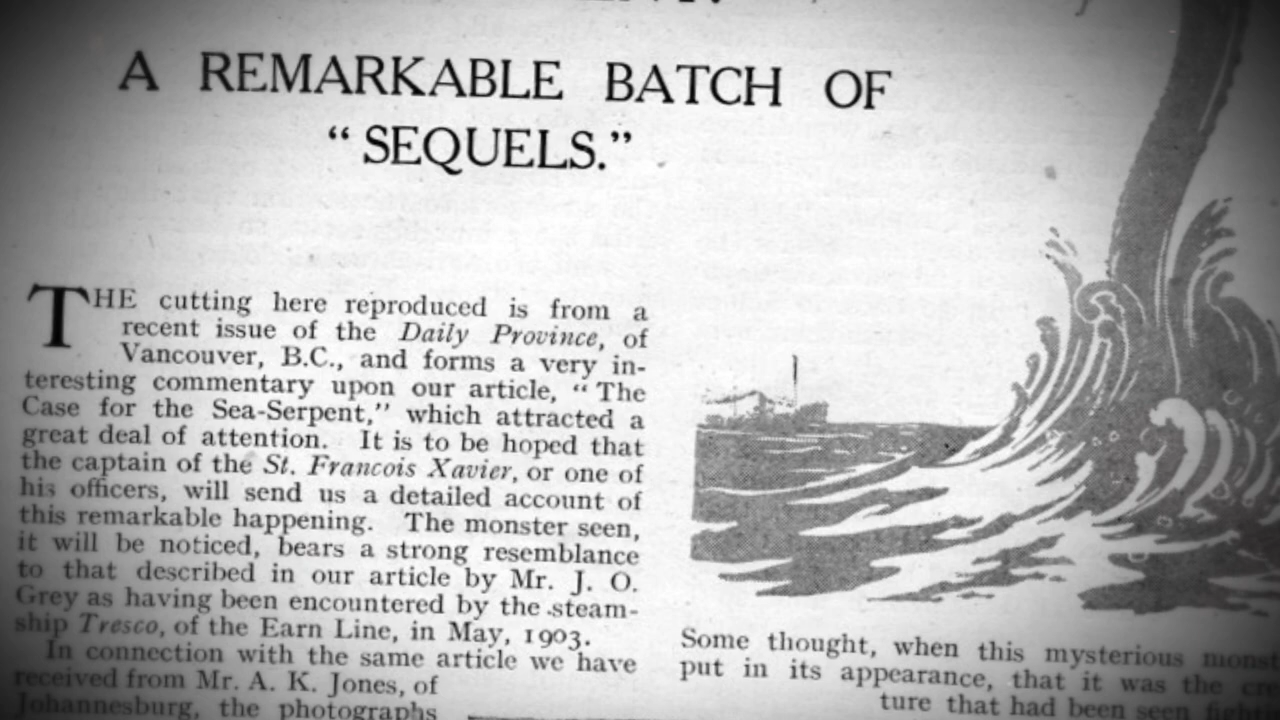 A REMARKABLE BATCH OF
“ SEQUELS.”
THE cutting here reproduced is from a
recent issue of the Daily Province, of
Vancouver, B.C., and forms a very in-
teresting commentary upon our article, “ The
Case for the Sea-Serpent,” which attracted a
great deal of attention. It is to be hoped that
the captain of the St. Francois Xavier, or one of
his officers, will send us a detailed account of
this remarkable happening. The monster seen,
it will be noticed, bears a strong resemblance
to that described in our article by Mr. J. O.
Grey as having been encountered by the steam-
ship Tresco, of the Earn Line, in May, 1903.
In connection with the same article we have
received from Mr. A. K. Jones, of
Johannesburg, the photographs
Some thought, when this mysterious monst
put in its appearance, that it was the cre
ture that had been seen fighti